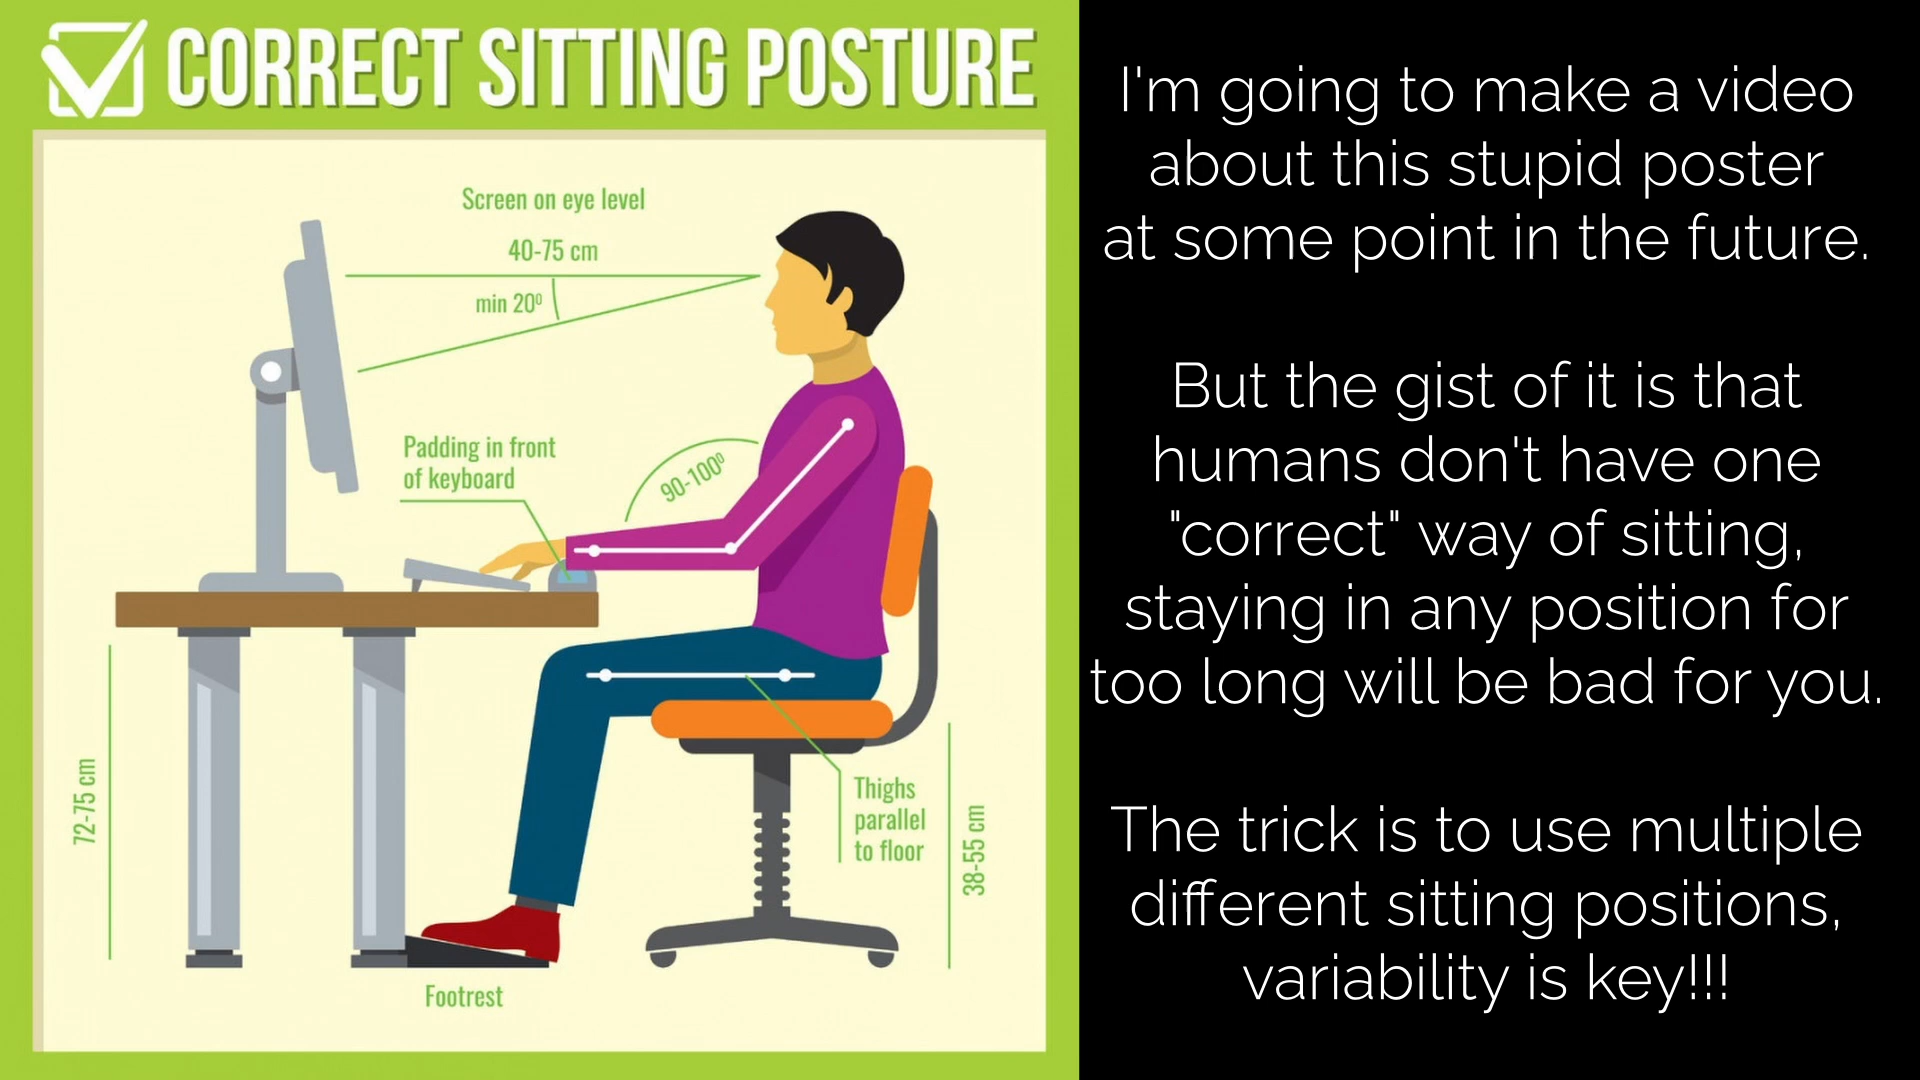 CORRECT SITTING POSTURE
Screen on eye level
40-75 cm
min 20⁰
Padding in front
of keyboard
90-100⁰
72-75 cm
Thighs
parallel
to floor
38-55 cm
Footrest
I'm going to make a video
about this stupid poster
at some point in the future.
But the gist of it is that
humans don't have one
"correct" way of sitting,
staying in any position for
too long will be bad for you.
The trick is to use multiple
different sitting positions,
variability is key!!!